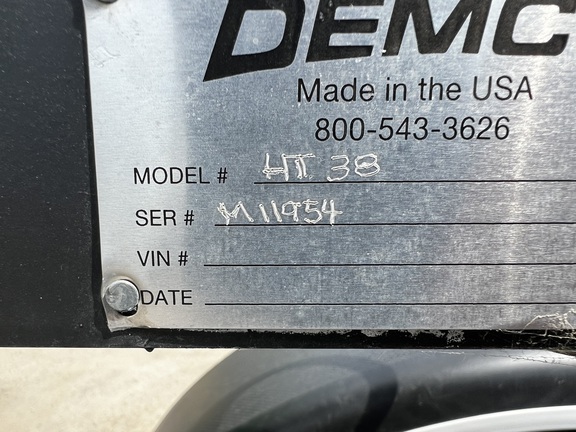 DEMC
Made in the USA
800-543-3626
MODEL # HT 38
SER # M11954
VIN #
DATE